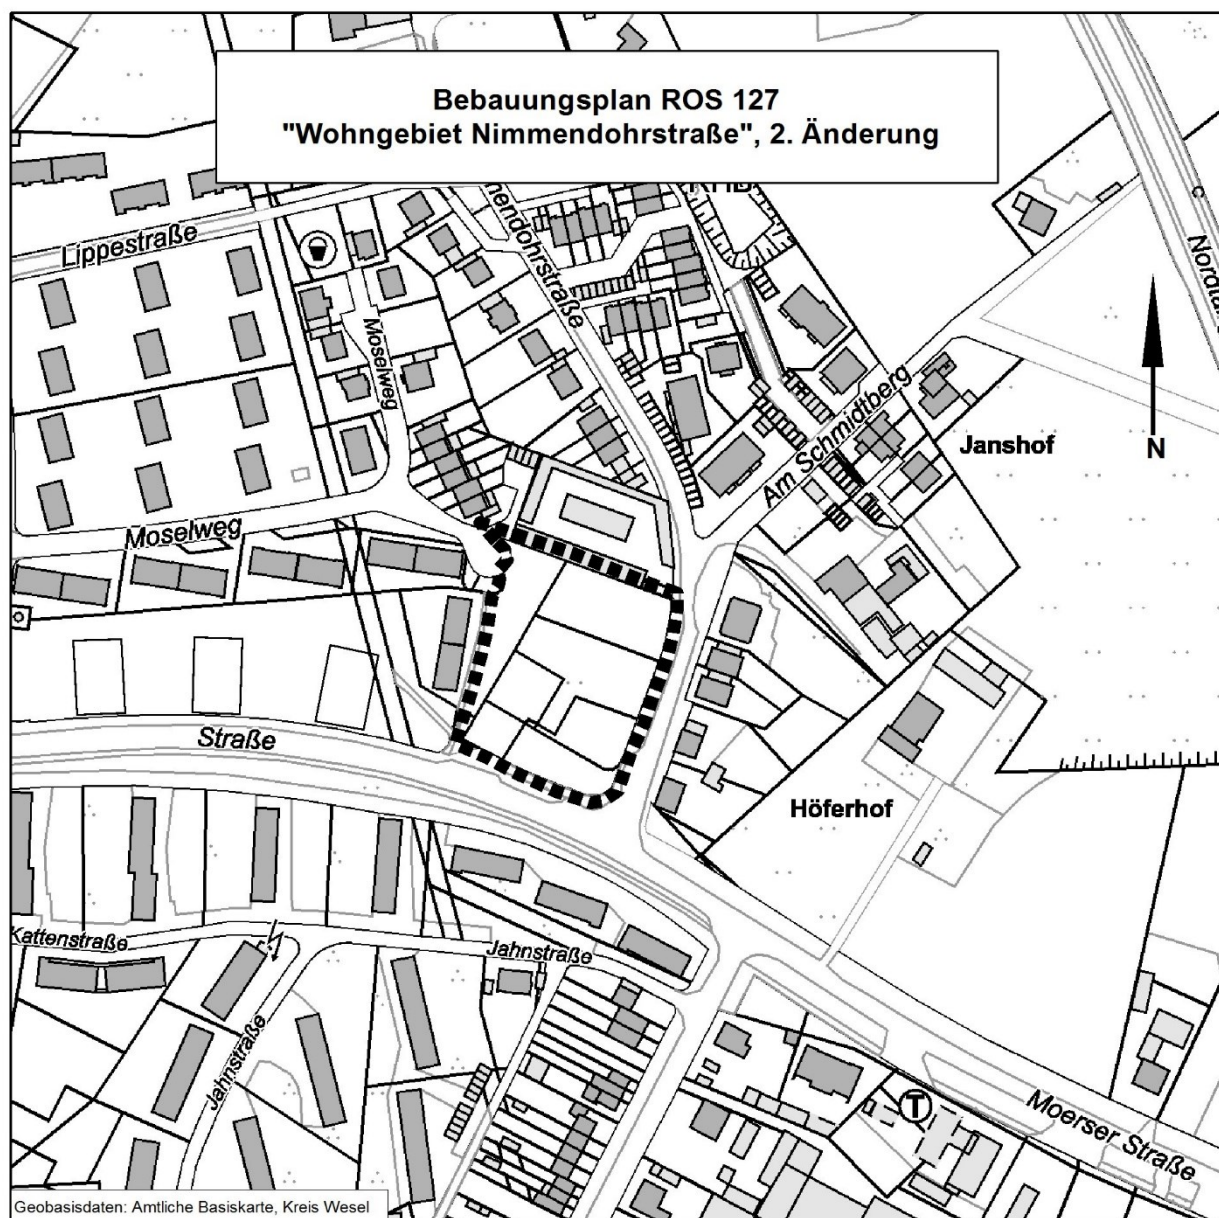 Bebauungsplan ROS 127
"Wohngebiet Nimmendohrstraße", 2. Änderung
Lippestraße
Moselweg
Am Schmidtberg
Janshof
N
Moselweg
Straße
Höferhof
Kattenstraße
Jahnstraße
Jahnstraße
T
Moerser Straße
Geobasisdaten: Amtliche Basiskarte, Kreis Wesel